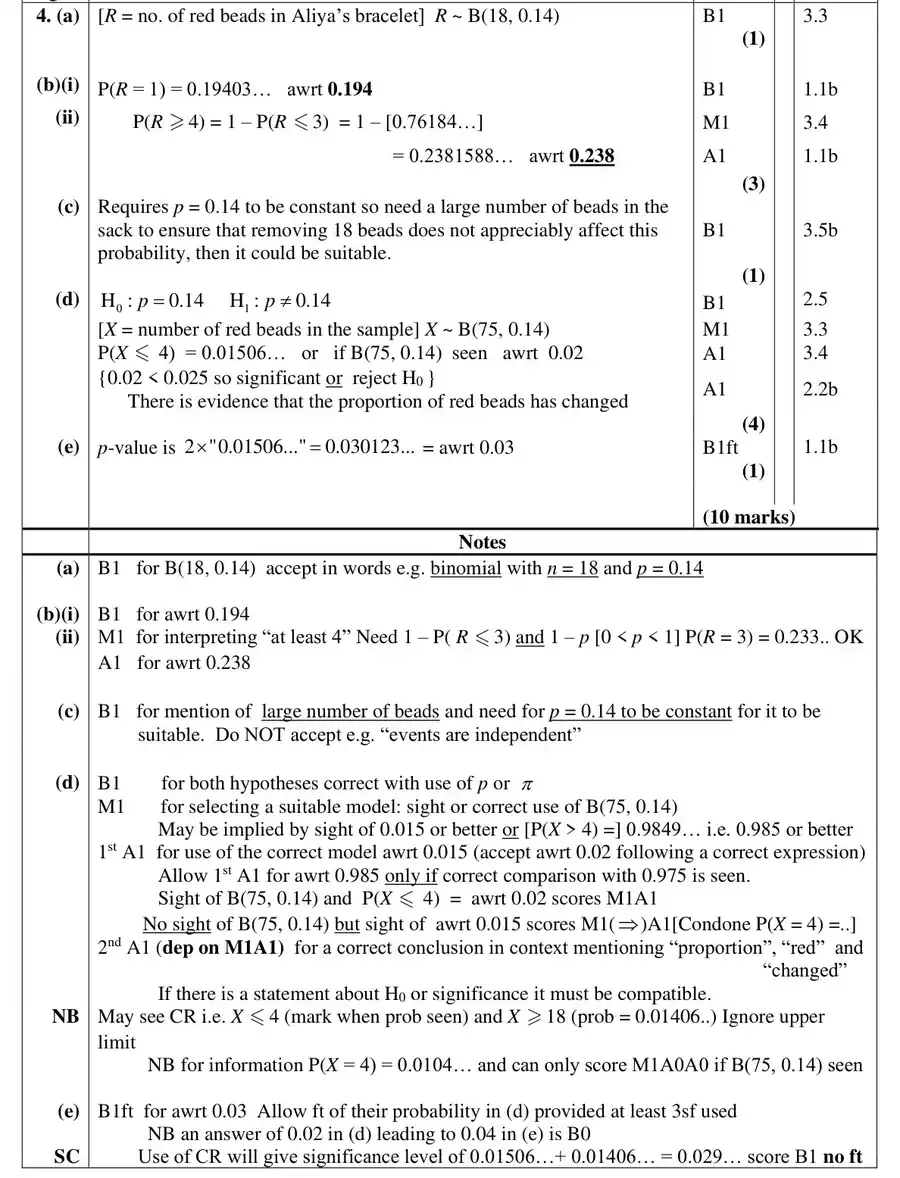 4. (a) [R = no. of red beads in Aliya’s bracelet] R ~ B(18, 0.14) B1 3.3
(1)
(b)(i) P(R = 1) = 0.19403… awrt 0.194 B1 1.1b
(ii) P(R ⩾ 4) = 1 – P(R ⩽ 3) = 1 – [0.76184…] M1 3.4
= 0.2381588… awrt 0.238 A1 1.1b
(3)
(c) Requires p = 0.14 to be constant so need a large number of beads in the
sack to ensure that removing 18 beads does not appreciably affect this B1 3.5b
probability, then it could be suitable.
(1)
(d) H₀ : p = 0.14 H₁ : p ≠ 0.14 B1 2.5
[X = number of red beads in the sample] X ~ B(75, 0.14) M1 3.3
P(X ⩽ 4) = 0.01506… or if B(75, 0.14) seen awrt 0.02 A1 3.4
{0.02 < 0.025 so significant or reject H₀ }
There is evidence that the proportion of red beads has changed A1 2.2b
(4)
(e) p-value is 2×"0.01506..." = 0.030123... = awrt 0.03 B1ft 1.1b
(1)
(10 marks)
Notes
(a) B1 for B(18, 0.14) accept in words e.g. binomial with n = 18 and p = 0.14
(b)(i) B1 for awrt 0.194
(ii) M1 for interpreting “at least 4” Need 1 – P( R ⩽ 3) and 1 – p [0 < p < 1] P(R = 3) = 0.233.. OK
A1 for awrt 0.238
(c) B1 for mention of large number of beads and need for p = 0.14 to be constant for it to be
suitable. Do NOT accept e.g. “events are independent”
(d) B1 for both hypotheses correct with use of p or π
M1 for selecting a suitable model: sight or correct use of B(75, 0.14)
May be implied by sight of 0.015 or better or [P(X > 4) =] 0.9849… i.e. 0.985 or better
1st A1 for use of the correct model awrt 0.015 (accept awrt 0.02 following a correct expression)
Allow 1st A1 for awrt 0.985 only if correct comparison with 0.975 is seen.
Sight of B(75, 0.14) and P(X ⩽ 4) = awrt 0.02 scores M1A1
No sight of B(75, 0.14) but sight of awrt 0.015 scores M1(⇒)A1[Condone P(X = 4) =..]
2nd A1 (dep on M1A1) for a correct conclusion in context mentioning “proportion”, “red” and
“changed”
If there is a statement about H₀ or significance it must be compatible.
NB May see CR i.e. X ⩽ 4 (mark when prob seen) and X ⩾ 18 (prob = 0.01406..) Ignore upper
limit
NB for information P(X = 4) = 0.0104… and can only score M1A0A0 if B(75, 0.14) seen
(e) B1ft for awrt 0.03 Allow ft of their probability in (d) provided at least 3sf used
NB an answer of 0.02 in (d) leading to 0.04 in (e) is B0
SC Use of CR will give significance level of 0.01506…+ 0.01406… = 0.029… score B1 no ft